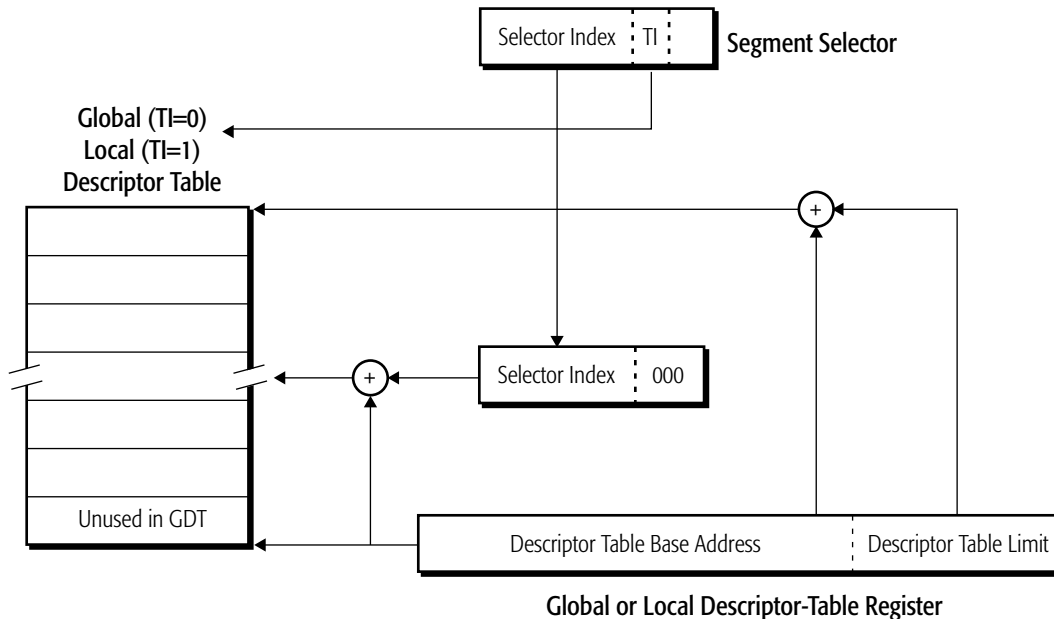 Selector Index TI
Segment Selector
Global (TI=0)
Local (TI=1)
Descriptor Table
+
+
Selector Index 000
Unused in GDT
Descriptor Table Base Address Descriptor Table Limit
Global or Local Descriptor-Table Register